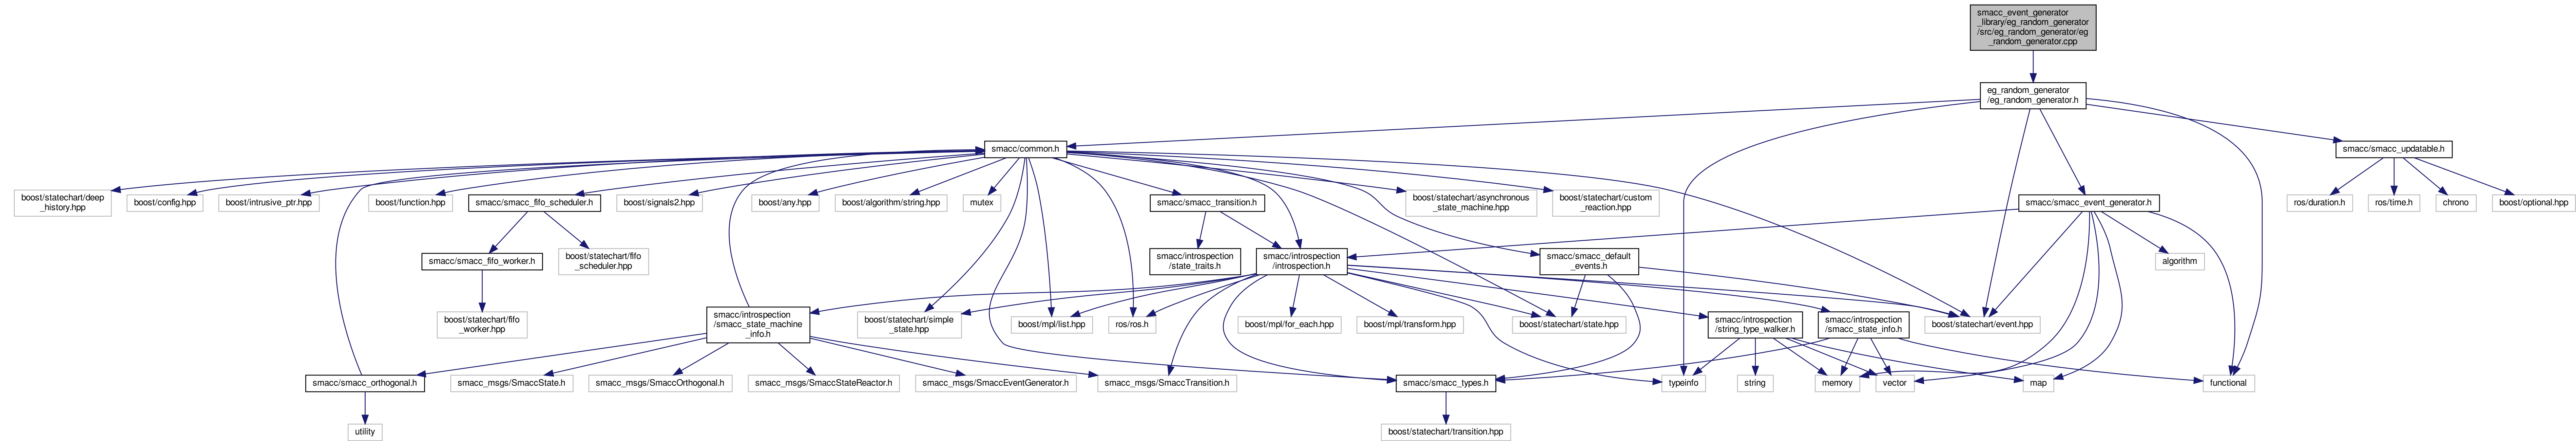 smacc_event_generator
_library/eg_random_generator
/src/eg_random_generator/eg
_random_generator.cpp
eg_random_generator
/eg_random_generator.h
smacc/common.h
smacc/smacc_updatable.h
boost/statechart/deep
_history.hpp
boost/config.hpp
boost/intrusive_ptr.hpp
boost/function.hpp
smacc/smacc_fifo_scheduler.h
boost/signals2.hpp
boost/any.hpp
boost/algorithm/string.hpp
mutex
smacc/smacc_transition.h
boost/statechart/asynchronous
_state_machine.hpp
boost/statechart/custom
_reaction.hpp
smacc/smacc_event_generator.h
ros/duration.h
ros/time.h
chrono
boost/optional.hpp
smacc/smacc_fifo_worker.h
boost/statechart/fifo
_scheduler.hpp
smacc/introspection
/state_traits.h
smacc/introspection
/introspection.h
smacc/smacc_default
_events.h
algorithm
boost/statechart/fifo
_worker.hpp
smacc/introspection
/smacc_state_machine
_info.h
boost/statechart/simple
_state.hpp
boost/mpl/list.hpp
ros/ros.h
boost/mpl/for_each.hpp
boost/mpl/transform.hpp
boost/statechart/state.hpp
smacc/introspection
/string_type_walker.h
smacc/introspection
/smacc_state_info.h
boost/statechart/event.hpp
smacc/smacc_orthogonal.h
smacc_msgs/SmaccState.h
smacc_msgs/SmaccOrthogonal.h
smacc_msgs/SmaccStateReactor.h
smacc_msgs/SmaccEventGenerator.h
smacc_msgs/SmaccTransition.h
smacc/smacc_types.h
typeinfo
string
memory
vector
map
functional
utility
boost/statechart/transition.hpp